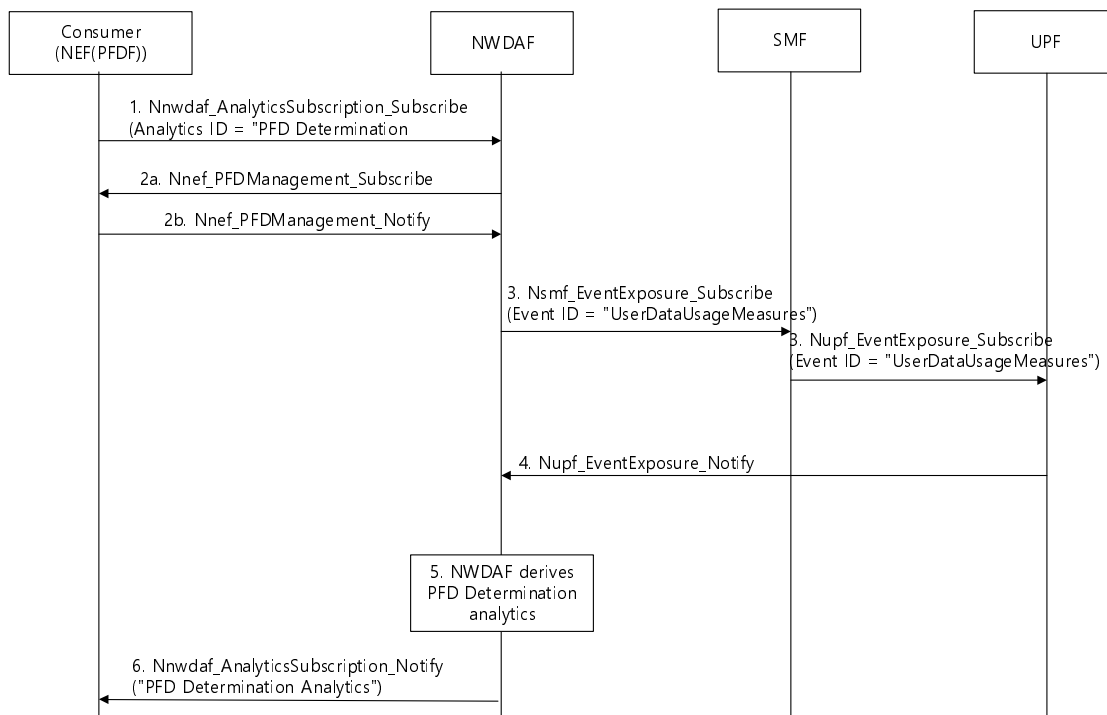 Consumer
(NEF(PFDF))
NWDAF
SMF
UPF
1. Nnwdaf_AnalyticsSubscription_Subscribe
(Analytics ID = "PFD Determination
2a. Nnef_PFDManagement_Subscribe
2b. Nnef_PFDManagement_Notify
3. Nsmf_EventExposure_Subscribe
(Event ID = "UserDataUsageMeasures")
3. Nupf_EventExposure_Subscribe
(Event ID = "UserDataUsageMeasures")
4. Nupf_EventExposure_Notify
5. NWDAF derives
PFD Determination
analytics
6. Nnwdaf_AnalyticsSubscription_Notify
("PFD Determination Analytics")